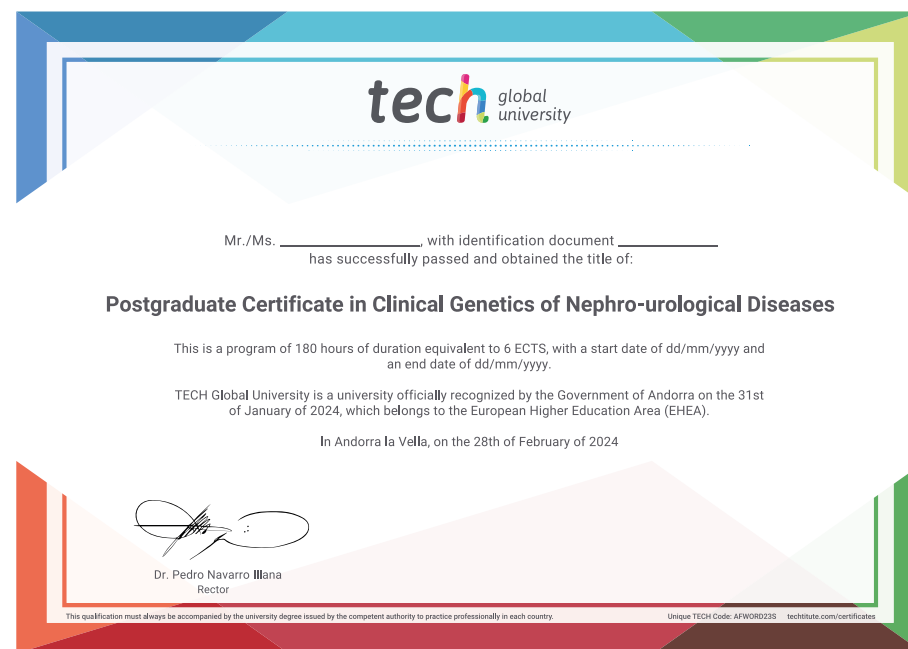 tech global university
Mr./Ms. ____________, with identification document ____________
has successfully passed and obtained the title of:
Postgraduate Certificate in Clinical Genetics of Nephro-urological Diseases
This is a program of 180 hours of duration equivalent to 6 ECTS, with a start date of dd/mm/yyyy and
an end date of dd/mm/yyyy.
TECH Global University is a university officially recognized by the Government of Andorra on the 31st
of January of 2024, which belongs to the European Higher Education Area (EHEA).
In Andorra la Vella, on the 28th of February of 2024
Dr. Pedro Navarro Illana
Rector
This qualification must always be accompanied by the university degree issued by the competent authority to practice professionally in each country.
Unique TECH Code: AFWORD23S techtitute.com/certificates